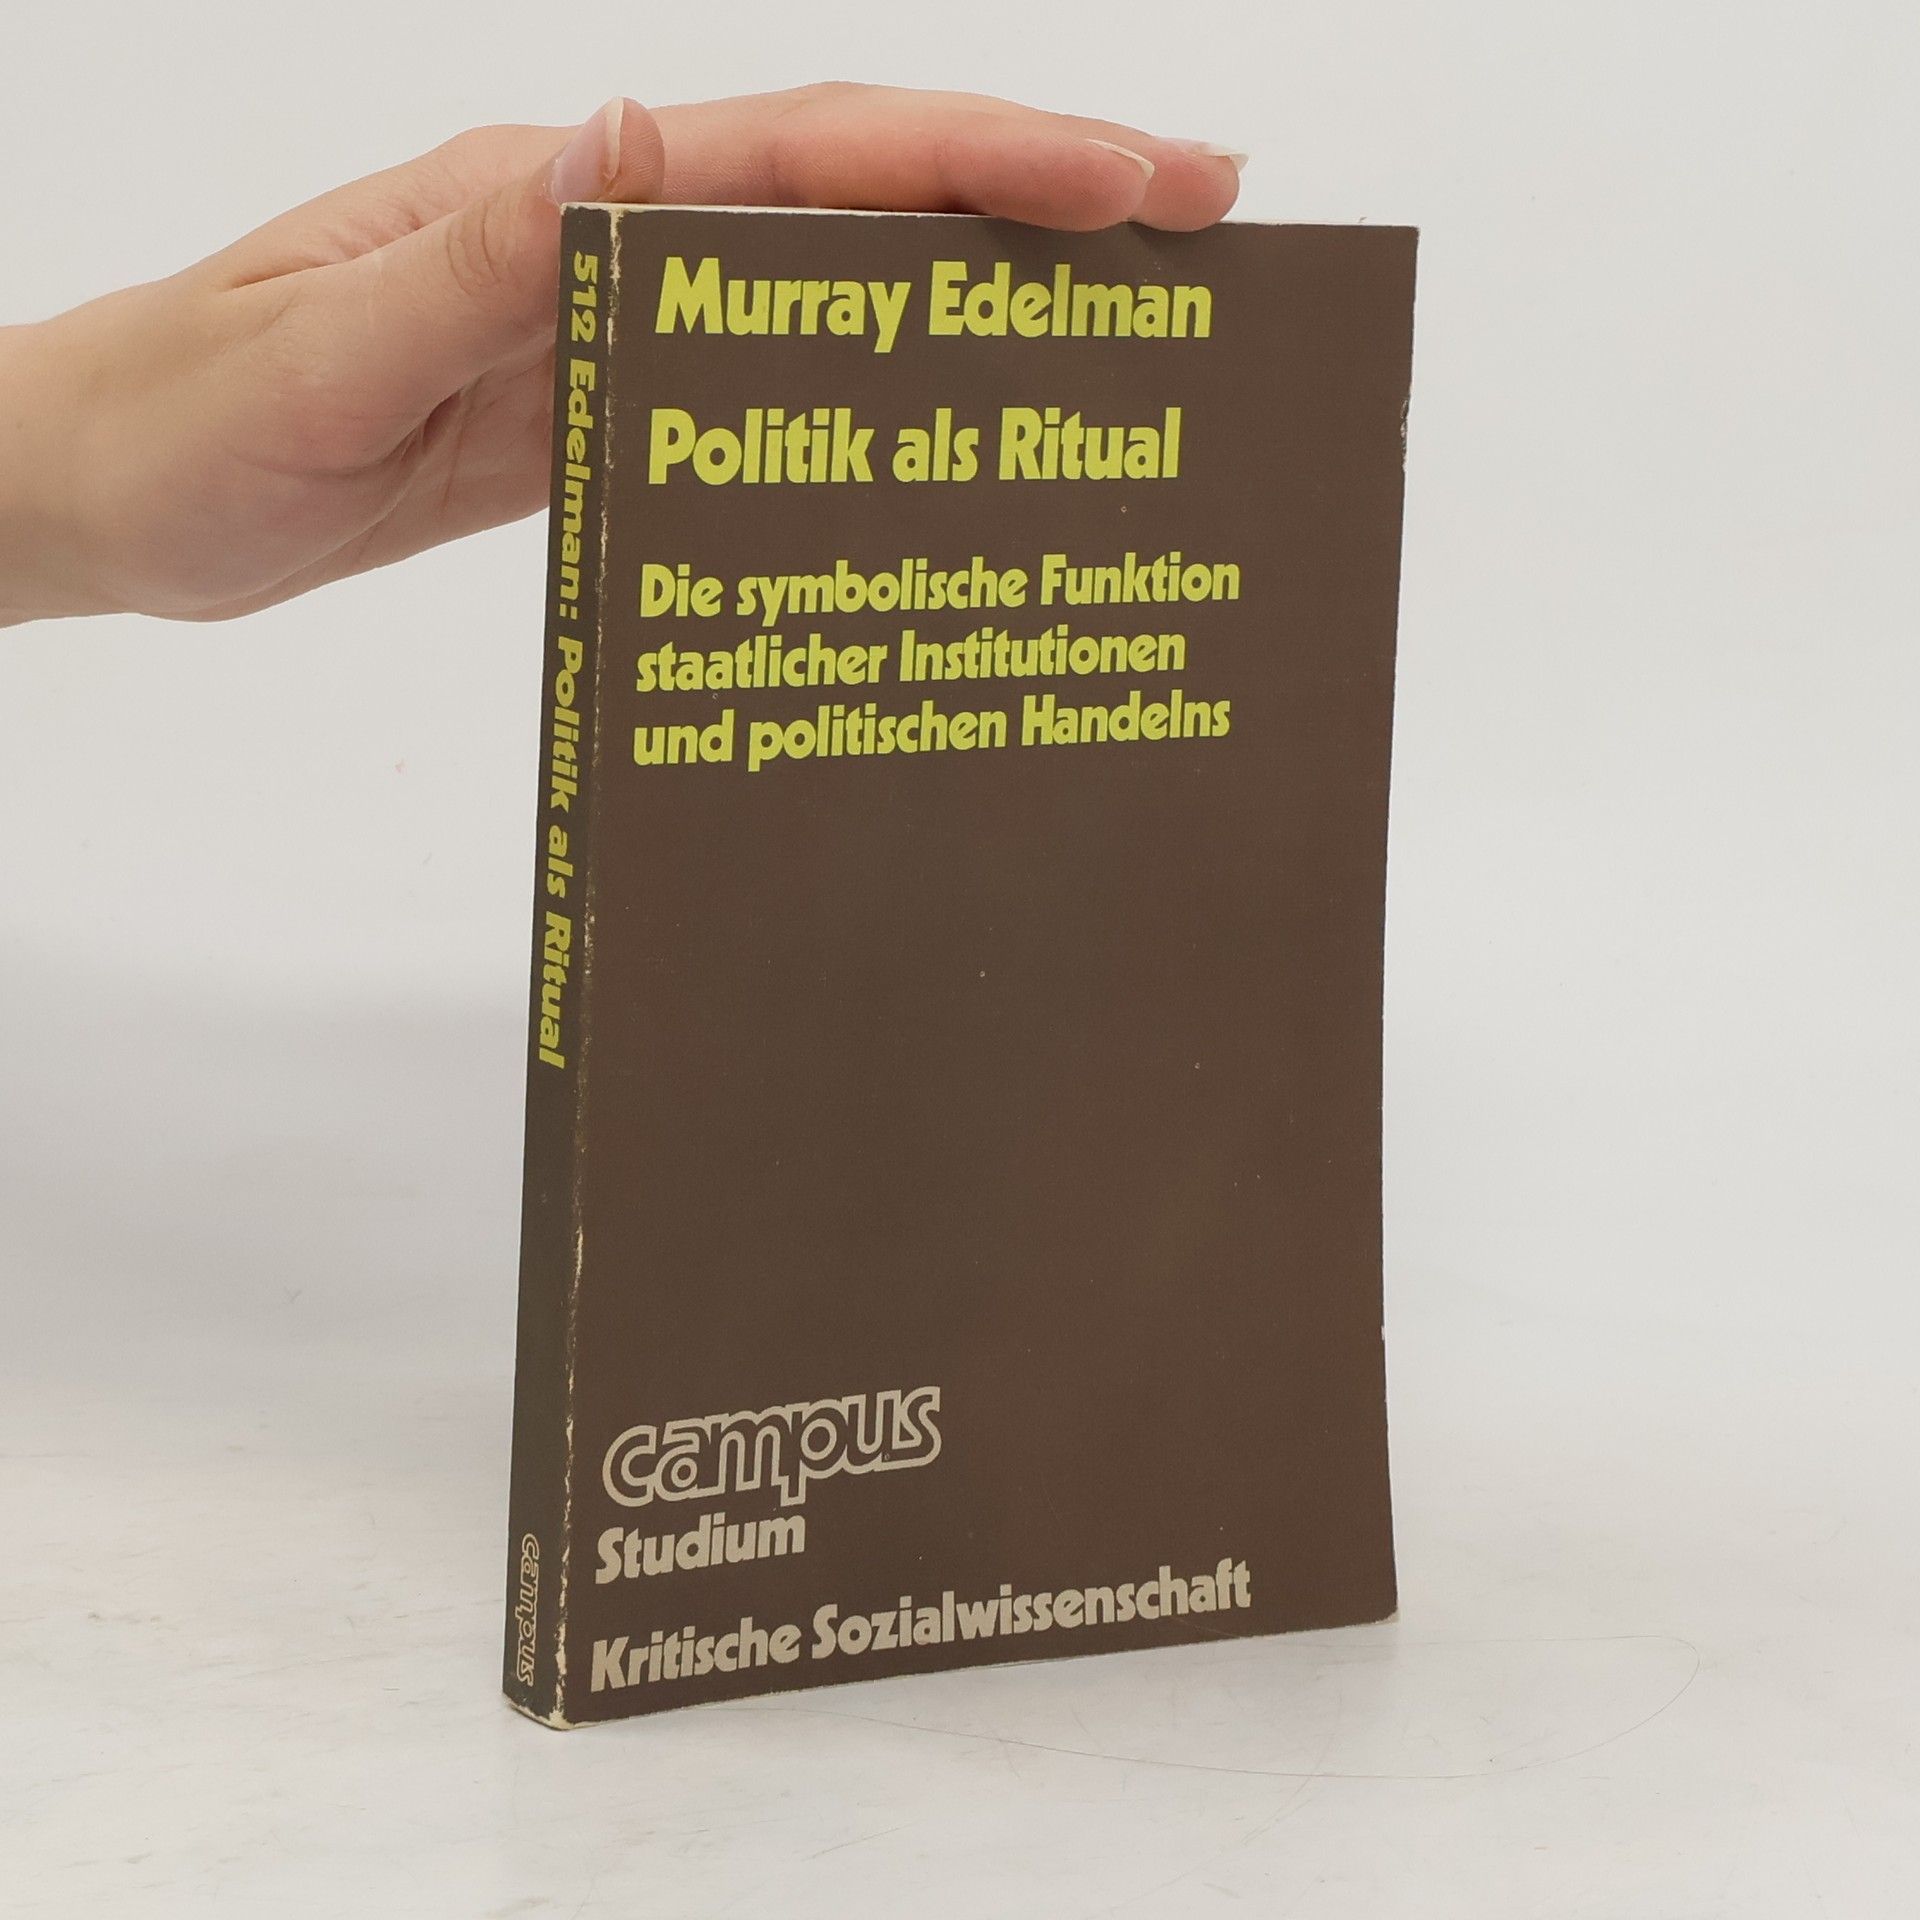 Murray Edelman
Politik als Ritual
Die symbolische Funktion
staatlicher Institutionen
und politischen Handelns
campus
Studium
Kritische Sozialwissenschaft
512 Edelmann: Politik als Ritual
campus